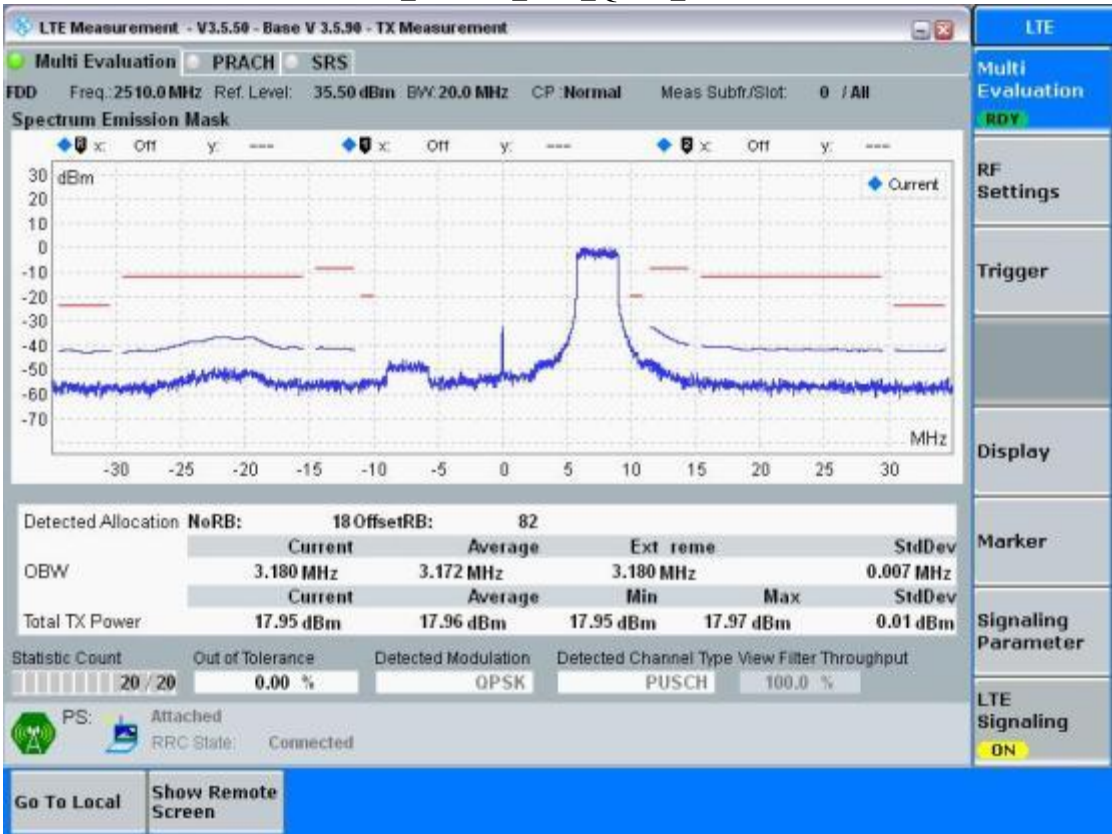 LTE Measurement - V3.5.50 - Base V 3.5.90 - TX Measurement
LTE
Multi Evaluation PRACH SRS
FDD Freq.:2510.0 MHz Ref. Level: 35.50 dBm BW: 20.0 MHz CP :Normal Meas Subfr./Slot: 0 / All
Multi Evaluation
RDY
Spectrum Emission Mask
x: Off y: --- x: Off y: --- x: Off y: ---
30 dBm
Current
20
10
0
-10
-20
-30
-40
-50
-60
-70
MHz
-30 -25 -20 -15 -10 -5 0 5 10 15 20 25 30
RF
Settings
Trigger
Display
Marker
Signaling
Parameter
LTE
Signaling
ON
Detected Allocation NoRB: 18 OffsetRB: 82
Current Average Ext reme StdDev
OBW 3.180 MHz 3.172 MHz 3.180 MHz 0.007 MHz
Current Average Min Max StdDev
Total TX Power 17.95 dBm 17.96 dBm 17.95 dBm 17.97 dBm 0.01 dBm
Statistic Count Out of Tolerance Detected Modulation Detected Channel Type View Filter Throughput
20 / 20 0.00 % QPSK PUSCH 100.0 %
PS: Attached
RRC State: Connected
Go To Local
Show Remote
Screen